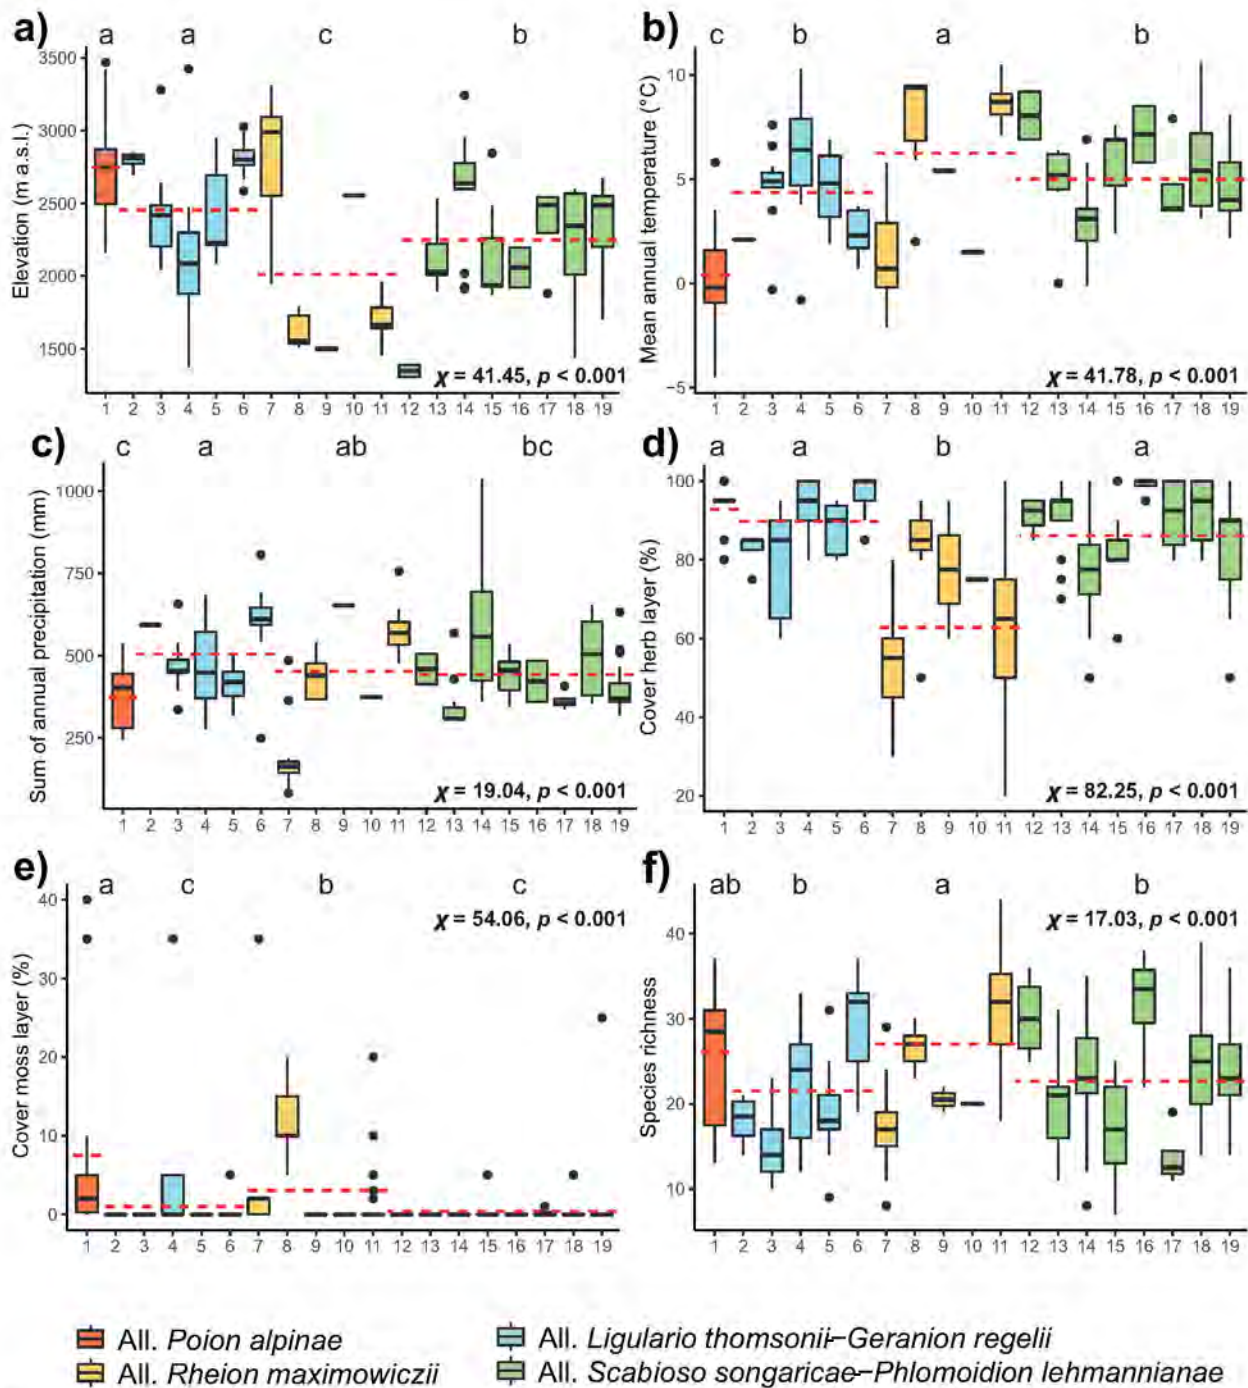 a)
a a c b
Elevation (m a.s.l.)
3500
3000
2500
2000
1500
χ = 41.45, p < 0.001
1 2 3 4 5 6 7 8 9 10 11 12 13 14 15 16 17 18 19
b)
c b a b
Mean annual temperature (°C)
10
5
0
−5
χ = 41.78, p < 0.001
1 2 3 4 5 6 7 8 9 10 11 12 13 14 15 16 17 18 19
c)
c a ab bc
Sum of annual precipitation (mm)
1000
750
500
250
χ = 19.04, p < 0.001
1 2 3 4 5 6 7 8 9 10 11 12 13 14 15 16 17 18 19
d)
a a b a
Cover herb layer (%)
100
80
60
40
20
χ = 82.25, p < 0.001
1 2 3 4 5 6 7 8 9 10 11 12 13 14 15 16 17 18 19
e)
a c b c
Cover moss layer (%)
40
30
20
10
0
χ = 54.06, p < 0.001
1 2 3 4 5 6 7 8 9 10 11 12 13 14 15 16 17 18 19
f)
ab b a b
Species richness
40
30
20
10
χ = 17.03, p < 0.001
1 2 3 4 5 6 7 8 9 10 11 12 13 14 15 16 17 18 19
All. Poion alpinae
All. Ligulario thomsonii−Geranion regelii
All. Rheion maximowiczii
All. Scabioso songaricae−Phlomoidion lehmannianae